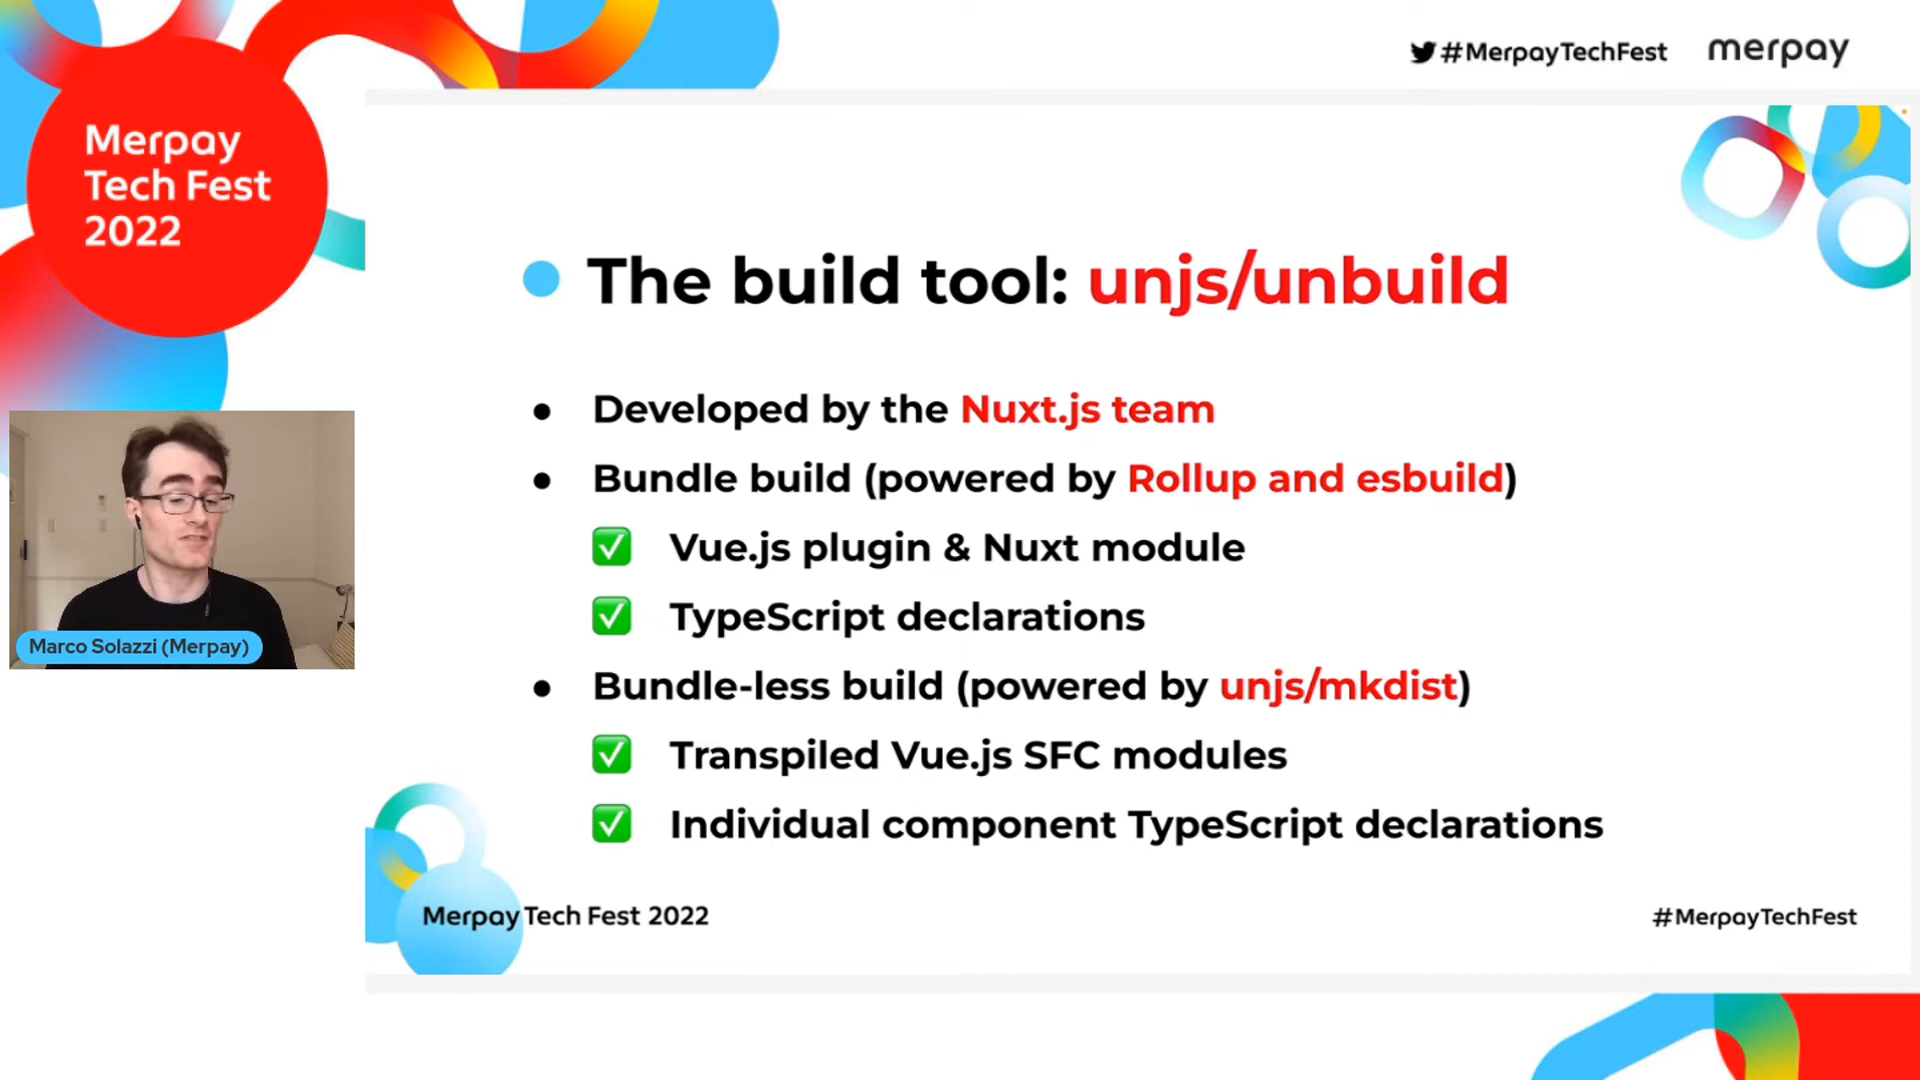 #MerpayTechFest
merpay
Merpay
Tech Fest
2022
The build tool: unjs/unbuild
● Developed by the Nuxt.js team
● Bundle build (powered by Rollup and esbuild)
✅ Vue.js plugin & Nuxt module
✅ TypeScript declarations
● Bundle-less build (powered by unjs/mkdist)
✅ Transpiled Vue.js SFC modules
✅ Individual component TypeScript declarations
Marco Solazzi (Merpay)
Merpay Tech Fest 2022
#MerpayTechFest